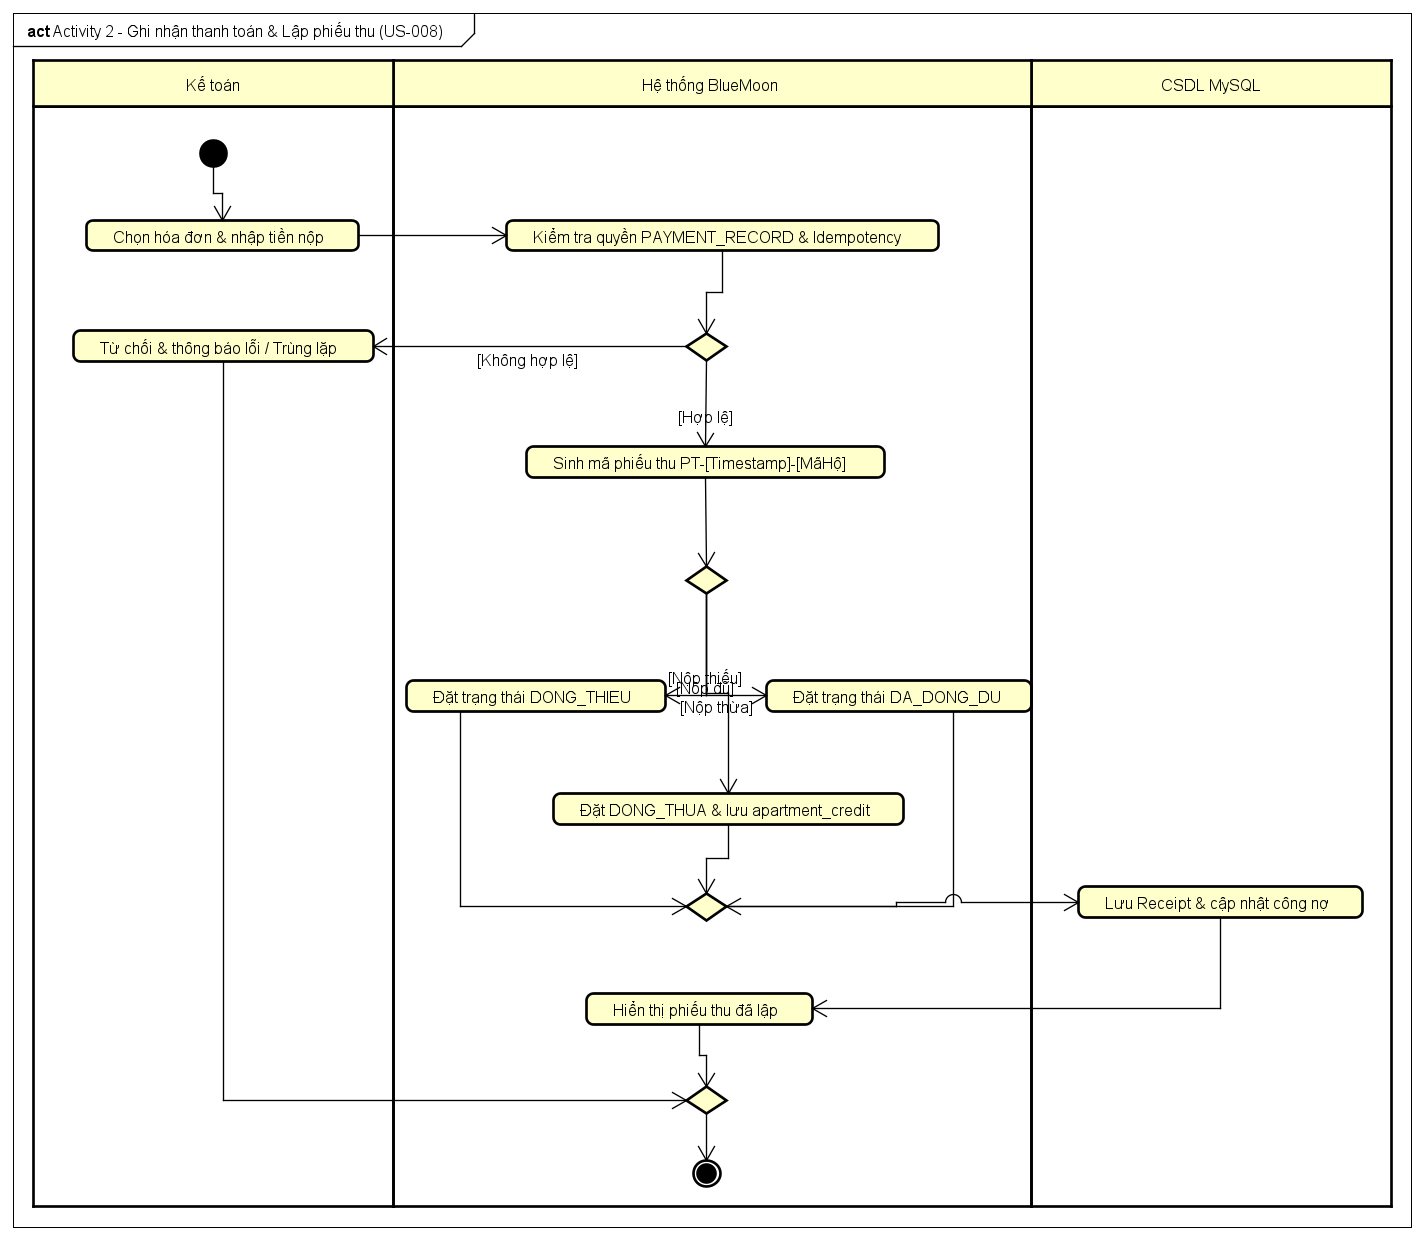 act Activity 2 - Ghi nhận thanh toán & Lập phiếu thu (US-008)
Kế toán
Hệ thống BlueMoon
CSDL MySQL
Chọn hóa đơn & nhập tiền nộp
Kiểm tra quyền PAYMENT_RECORD & Idempotency
Từ chối & thông báo lỗi / Trùng lặp
[Không hợp lệ]
[Hợp lệ]
Sinh mã phiếu thu PT-[Timestamp]-[MãHộ]
[Nộp thiếu]
[Nộp đủ]
Đặt trạng thái DONG_THIEU
Đặt trạng thái DA_DONG_DU
[Nộp thừa]
Đặt DONG_THUA & lưu apartment_credit
Lưu Receipt & cập nhật công nợ
Hiển thị phiếu thu đã lập